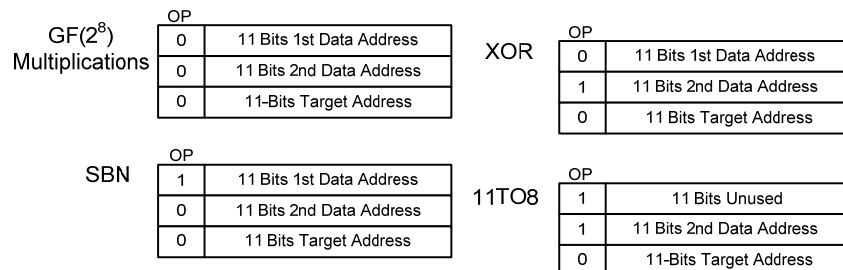 OP
GF(2⁸)
Multiplications
0 11 Bits 1st Data Address
0 11 Bits 2nd Data Address
0 11-Bits Target Address
OP
XOR
0 11 Bits 1st Data Address
1 11 Bits 2nd Data Address
0 11 Bits Target Address
OP
SBN
1 11 Bits 1st Data Address
0 11 Bits 2nd Data Address
0 11 Bits Target Address
OP
11TO8
1 11 Bits Unused
1 11 Bits 2nd Data Address
0 11-Bits Target Address